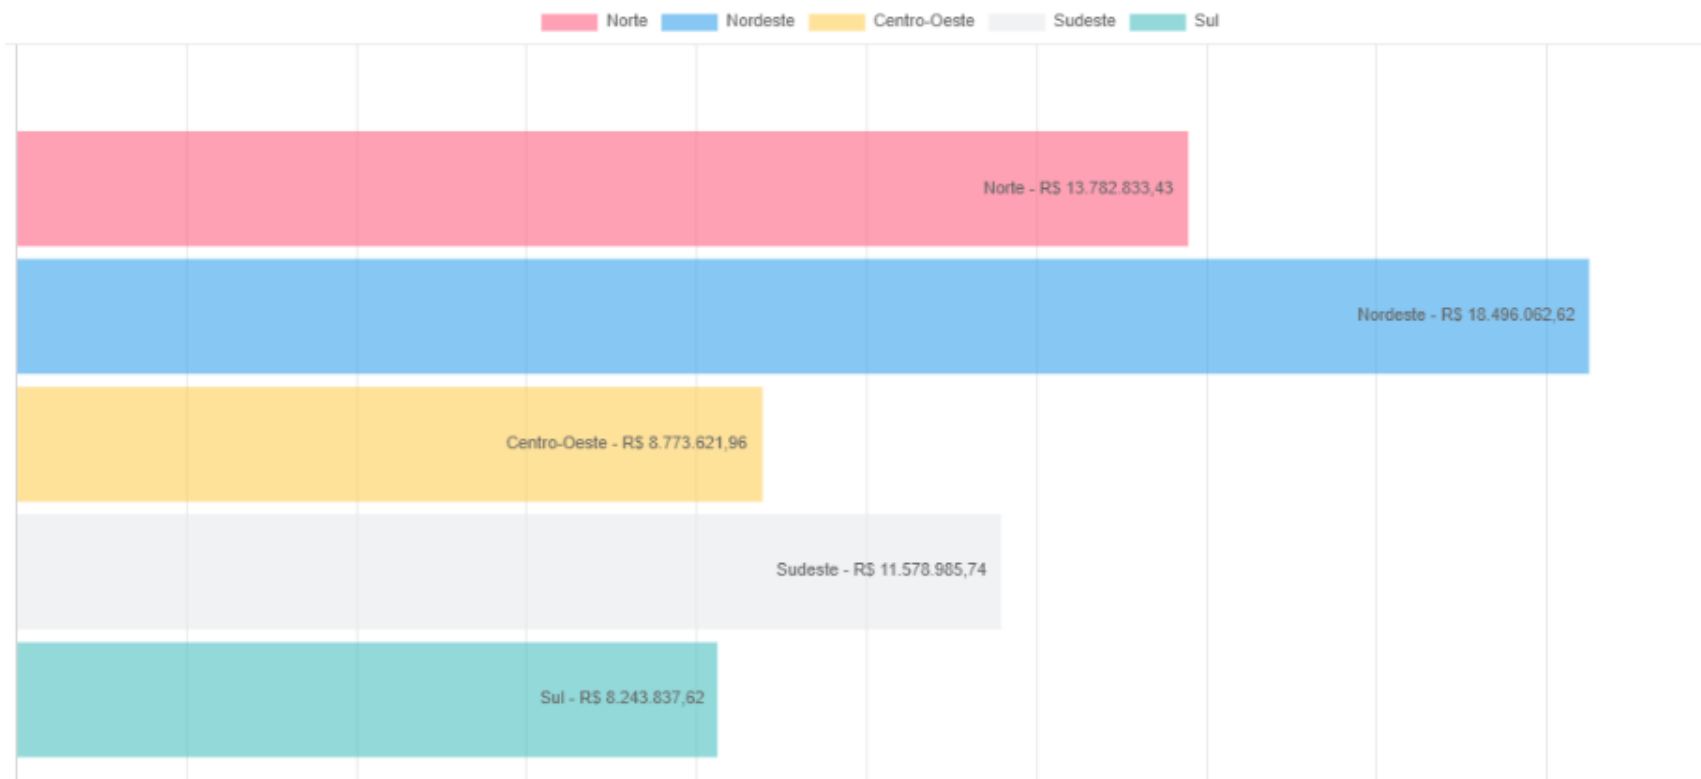 Norte Nordeste Centro-Oeste Sudeste Sul
Norte - R$ 13.782.833,43
Nordeste - R$ 18.496.062,62
Centro-Oeste - R$ 8.773.621,96
Sudeste - R$ 11.578.985,74
Sul - R$ 8.243.837,62